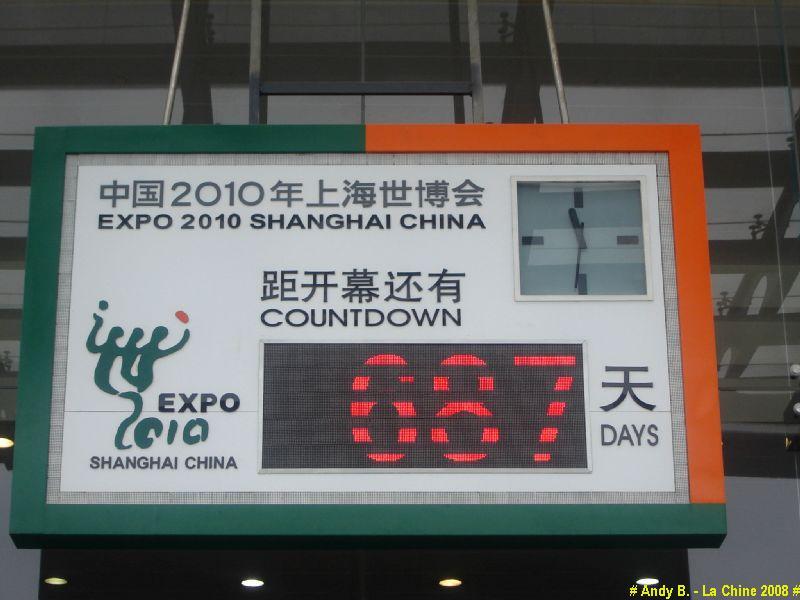 中国2010年上海世博会
EXPO 2010 SHANGHAI CHINA
距开幕还有
COUNTDOWN
687
天
DAYS
EXPO
2010
SHANGHAI CHINA
# Andy B. - La Chine 2008 #